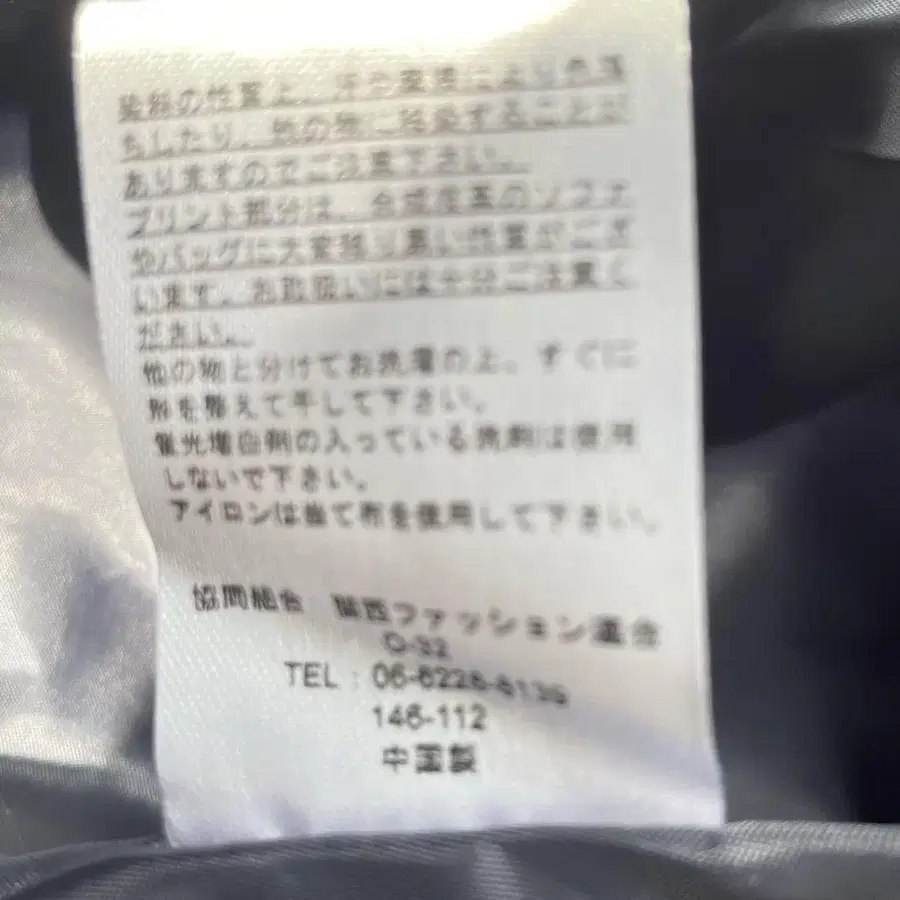 染料の性質上、汗や摩擦により色落
ちしたり、他の物に移染することが
ありますのでご注意下さい。
プリント部分は、合成皮革のソファ
やバッグに大変移り易い性質がござ
います。お取扱いには十分ご注意く
ださい。
他の物と分けてお洗濯の上、すぐに
形を整えて干して下さい。
蛍光増白剤の入っている洗剤は使用
しないで下さい。
アイロンは当て布を使用して下さい。
協同組合 関西ファッション連合
O-32
TEL : 06-6228-6139
146-112
中国製